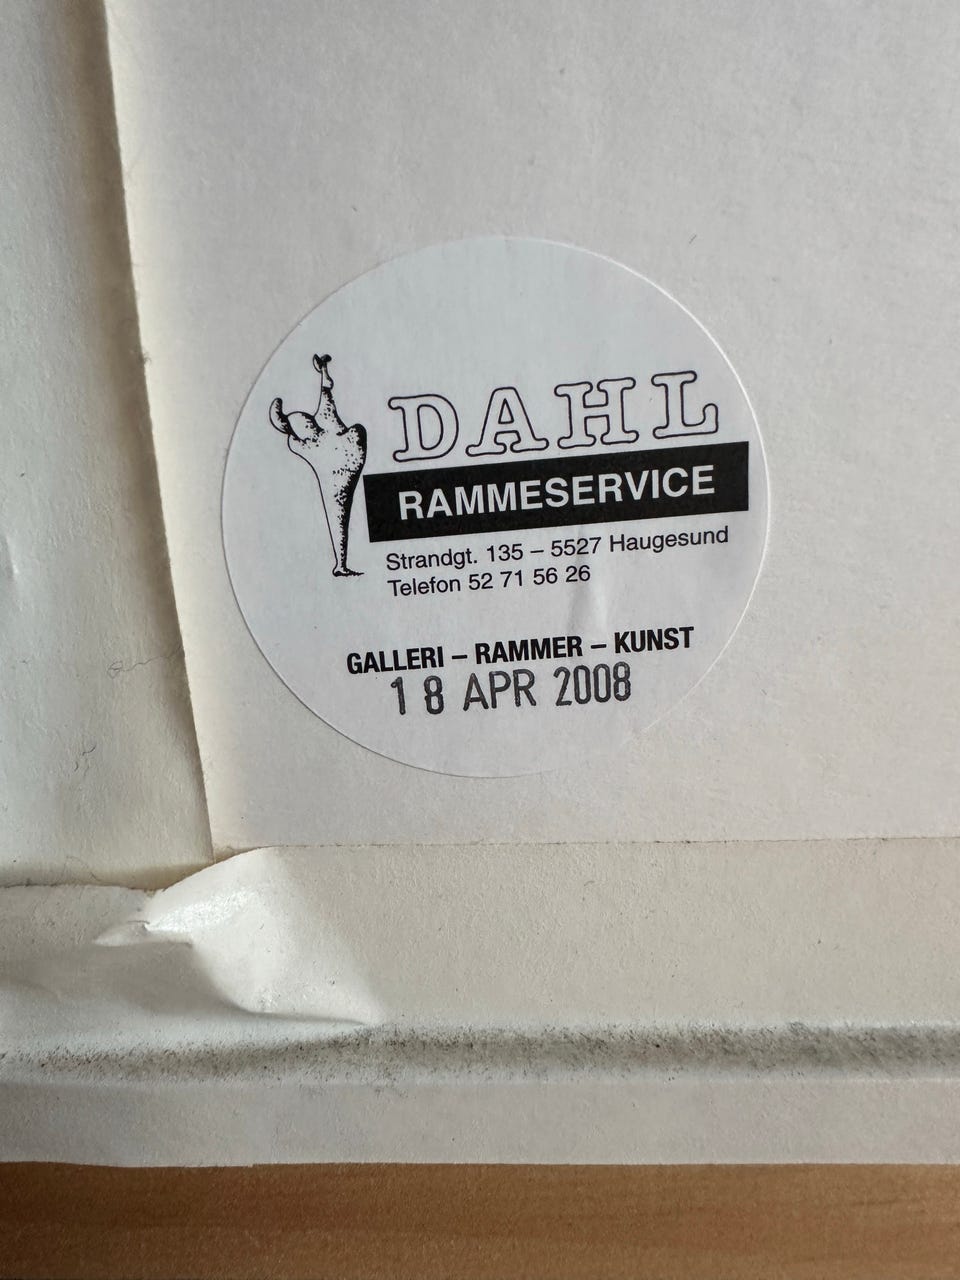 DAHL
RAMMESERVICE
Strandgt. 135 – 5527 Haugesund
Telefon 52 71 56 26
GALLERI – RAMMER – KUNST
18 APR 2008